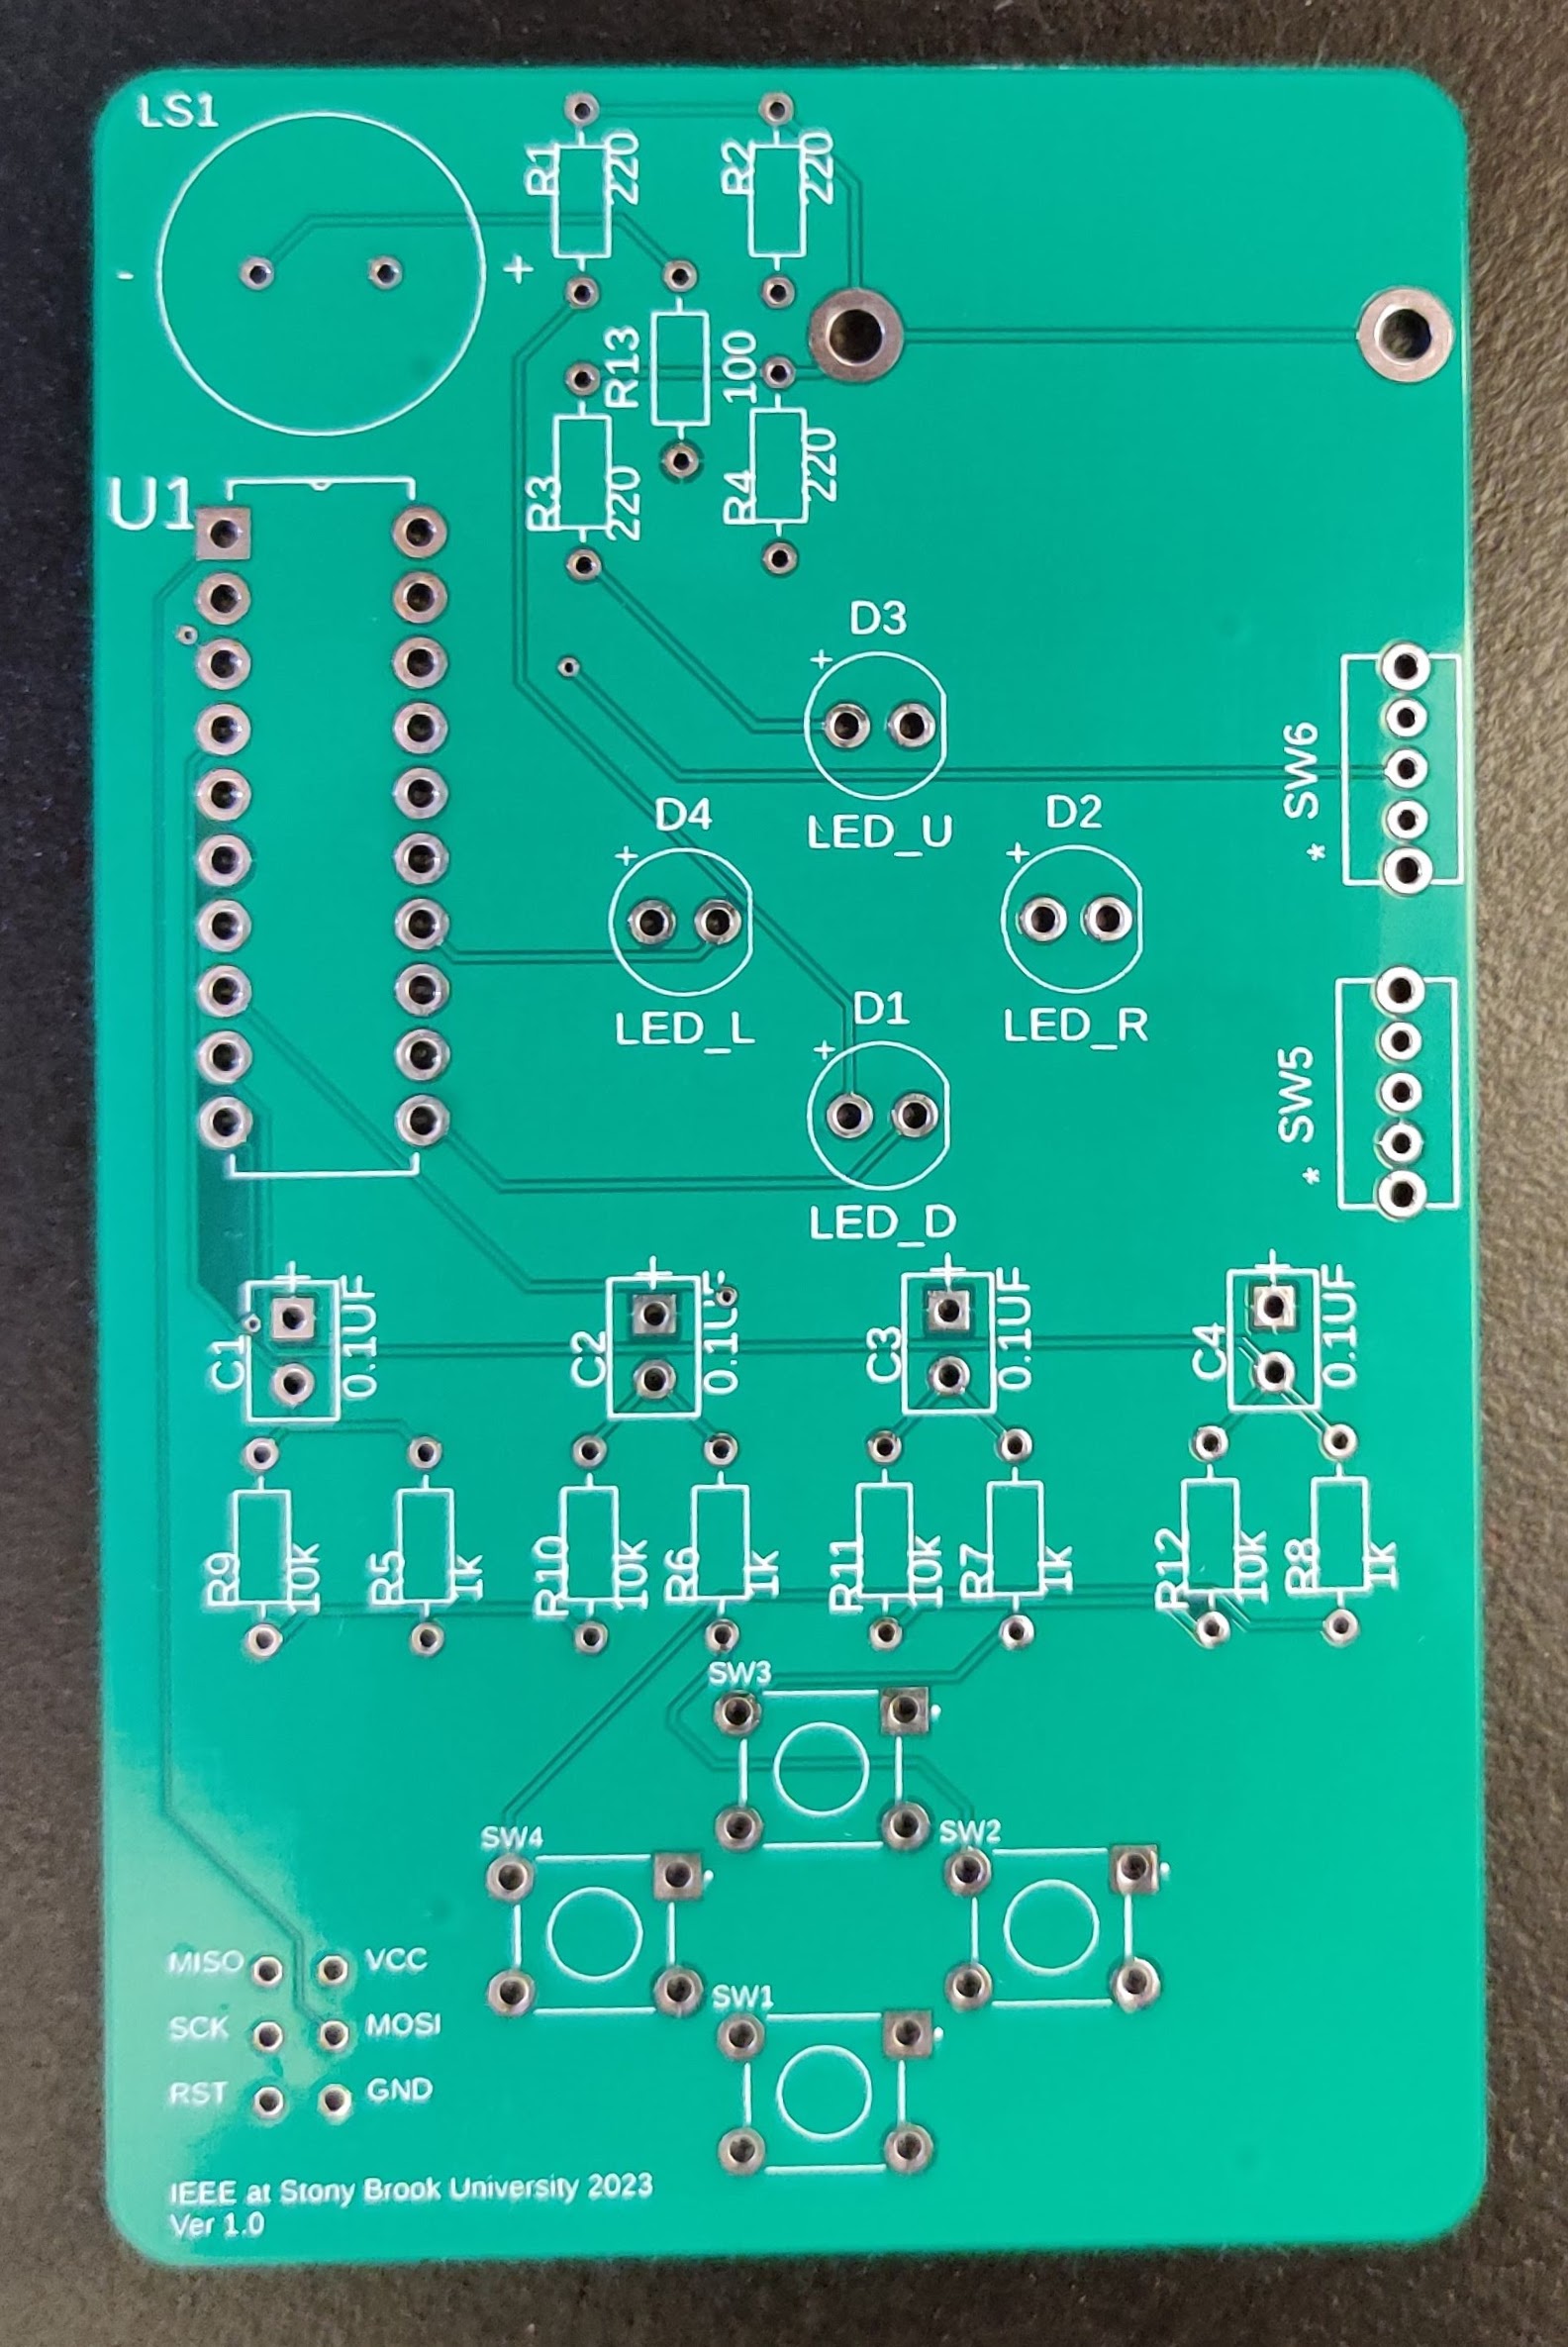 LS1
-
+
R1
220
R2
220
R13
100
R3
220
R4
220
U1
D3
+
LED_U
SW6
*
D4
+
LED_L
D2
+
LED_R
D1
+
LED_D
SW5
*
+
C1
0.1UF
+
C2
0.1UF
+
C3
0.1UF
+
C4
0.1UF
R9
10K
R5
1K
R10
10K
R6
1K
R11
10K
R7
1K
R12
10K
R8
1K
SW3
SW4
SW2
SW1
MISO
VCC
SCK
MOSI
RST
GND
IEEE at Stony Brook University 2023
Ver 1.0